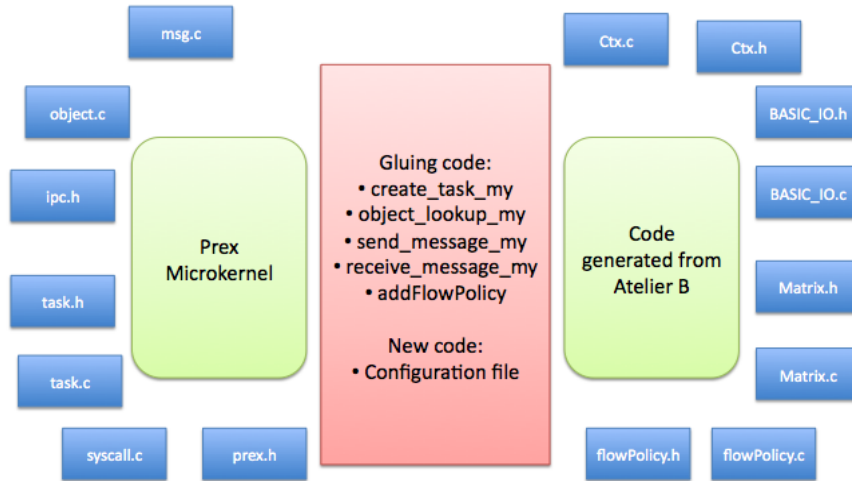 msg.c
object.c
ipc.h
task.h
task.c
syscall.c
prex.h
Prex
Microkernel
Gluing code:
• create_task_my
• object_lookup_my
• send_message_my
• receive_message_my
• addFlowPolicy
New code:
• Configuration file
Code
generated from
Atelier B
Ctx.c
Ctx.h
BASIC_IO.h
BASIC_IO.c
Matrix.h
Matrix.c
flowPolicy.h
flowPolicy.c